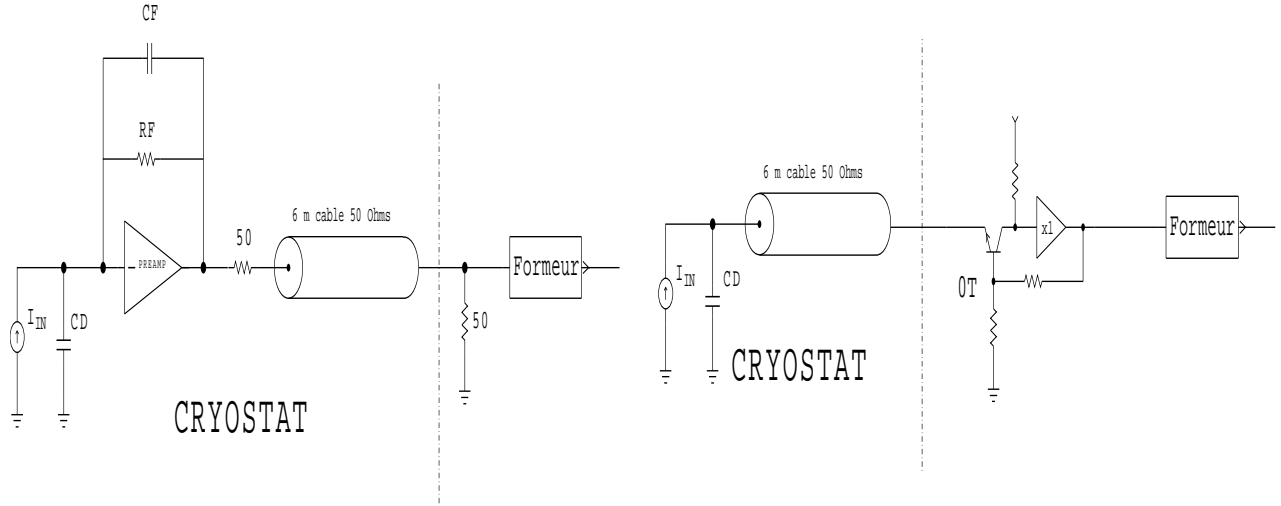 CF
RF
6 m cable 50 Ohms
50
PREAMP
Formeur
I_IN
CD
50
CRYOSTAT
6 m cable 50 Ohms
x1
Formeur
I_IN
CD
0T
CRYOSTAT